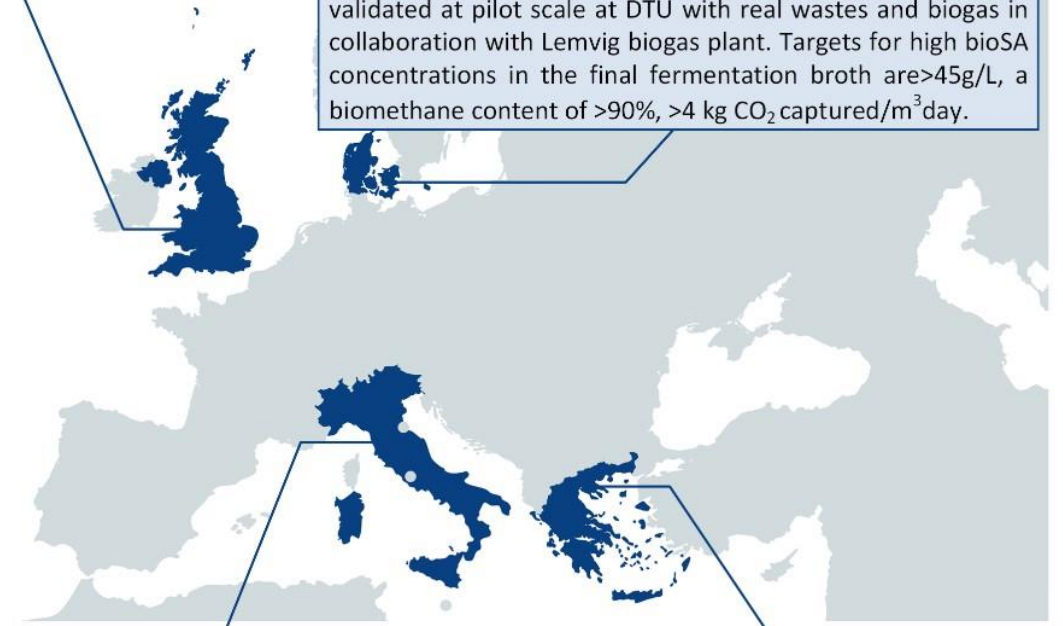 validated at pilot scale at DTU with real wastes and biogas in
collaboration with Lemvig biogas plant. Targets for high bioSA
concentrations in the final fermentation broth are>45g/L, a
biomethane content of >90%, >4 kg CO₂ captured/m³day.